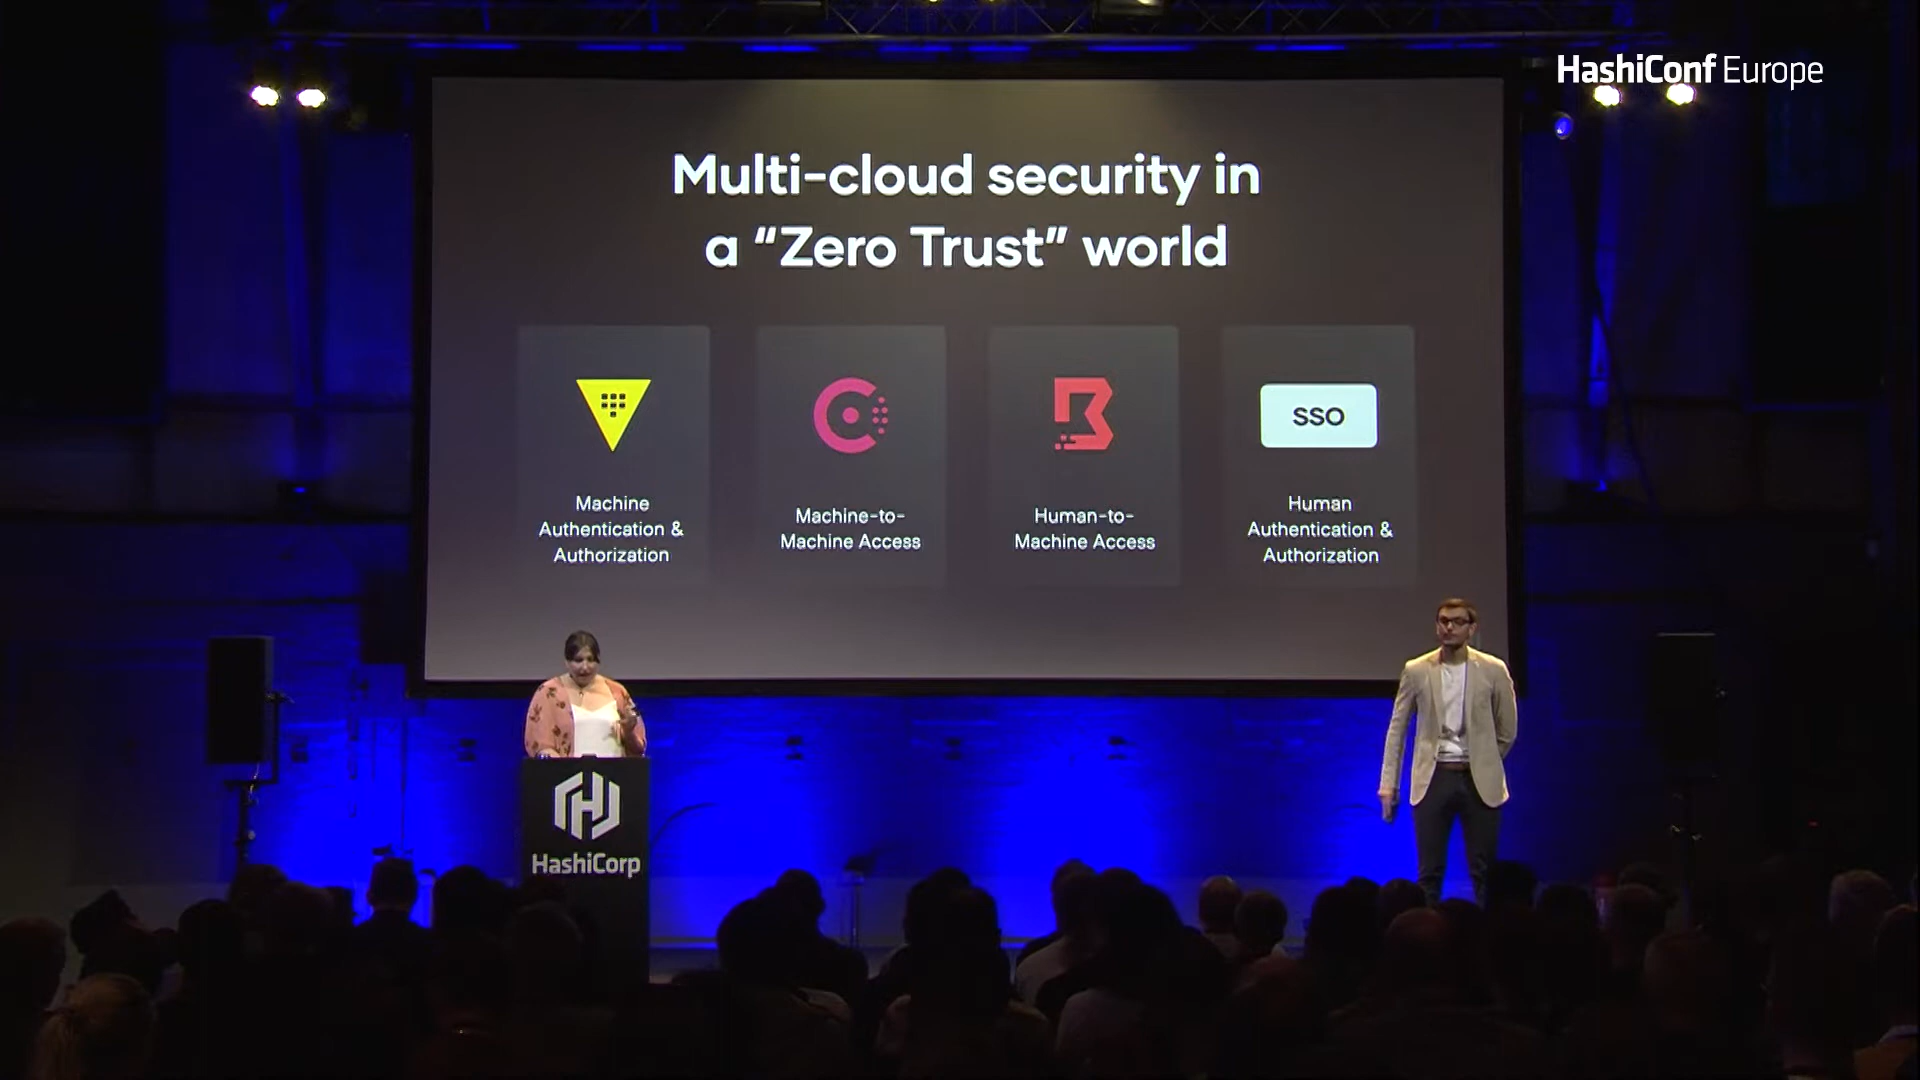 HashiConf Europe
Multi-cloud security in
a “Zero Trust” world
SSO
Machine
Authentication &
Authorization
Machine-to-
Machine Access
Human-to-
Machine Access
Human
Authentication &
Authorization
HashiCorp